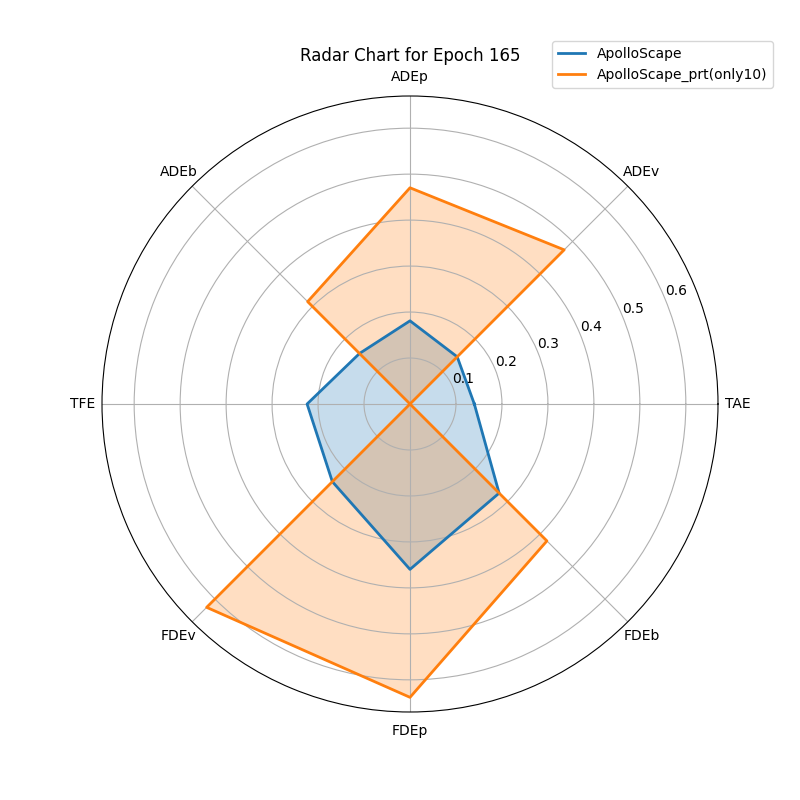 Radar Chart for Epoch 165
ApolloScape
ApolloScape_prt(only10)
ADEp
ADEb
ADEv
0.6
0.5
0.4
0.3
0.2
0.1
TFE
TAE
FDEv
FDEb
FDEp